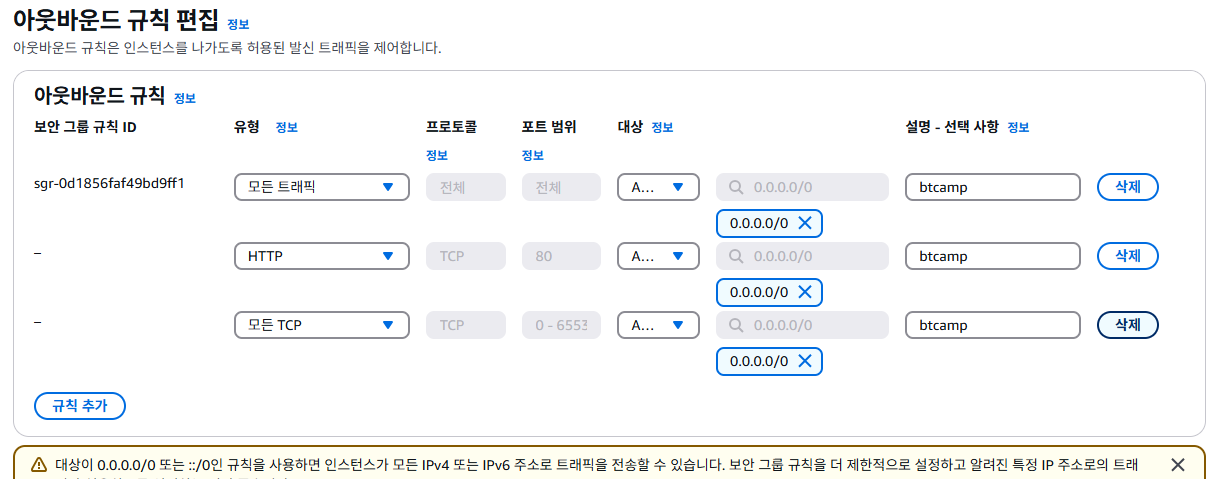 아웃바운드 규칙 편집 정보
아웃바운드 규칙은 인스턴스를 나가도록 허용된 발신 트래픽을 제어합니다.
아웃바운드 규칙 정보
보안 그룹 규칙 ID 유형 정보 프로토콜 정보 포트 범위 정보 대상 정보 설명 - 선택 사항 정보
sgr-0d1856faf49bd9ff1 모든 트래픽 전체 전체 A... 0.0.0.0/0 btcamp 삭제
0.0.0.0/0
– HTTP TCP 80 A... 0.0.0.0/0 btcamp 삭제
0.0.0.0/0
– 모든 TCP TCP 0 - 6553 A... 0.0.0.0/0 btcamp 삭제
0.0.0.0/0
규칙 추가
대상이 0.0.0.0/0 또는 ::/0인 규칙을 사용하면 인스턴스가 모든 IPv4 또는 IPv6 주소로 트래픽을 전송할 수 있습니다. 보안 그룹 규칙을 더 제한적으로 설정하고 알려진 특정 IP 주소로의 트래